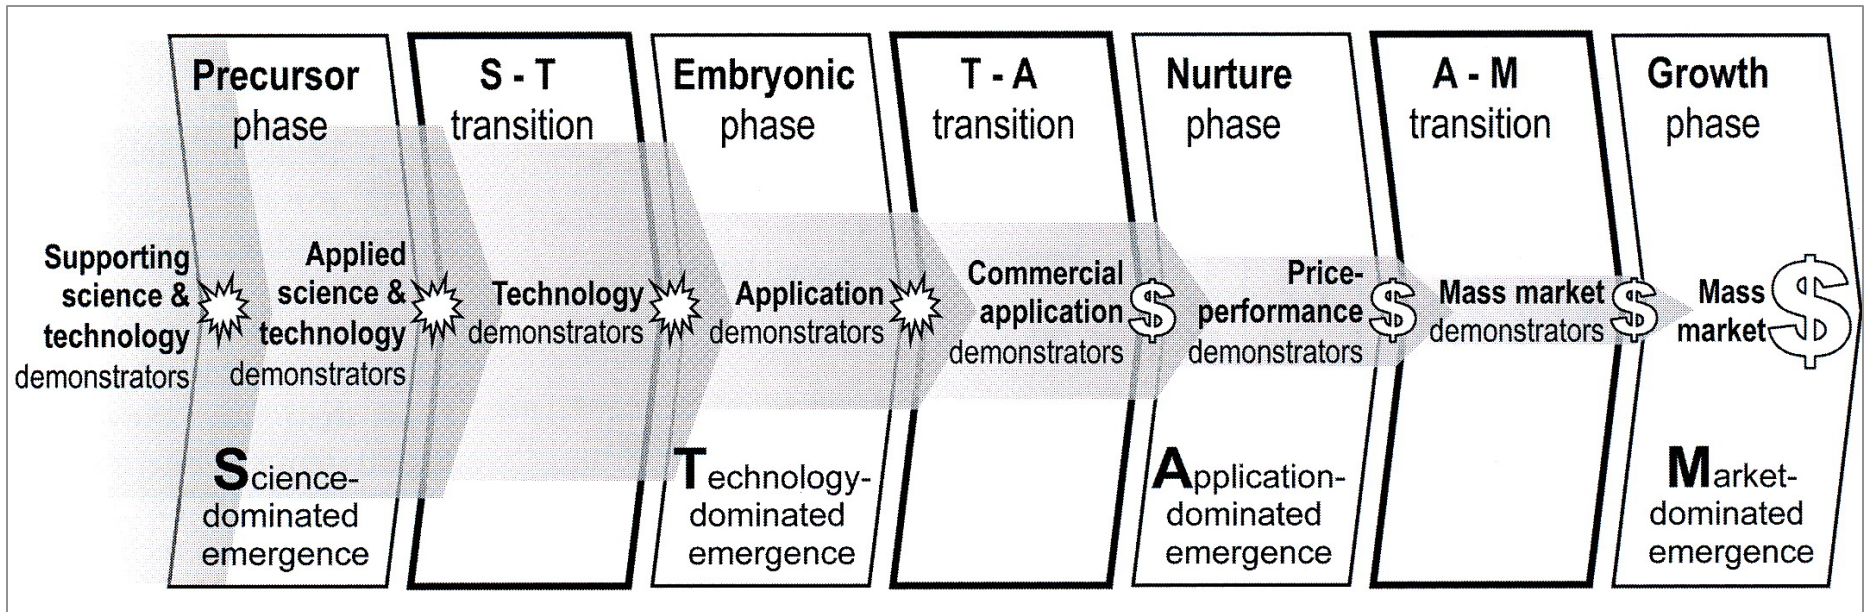 Precursor
phase
S - T
transition
Embryonic
phase
T - A
transition
Nurture
phase
A - M
transition
Growth
phase
Supporting
science &
technology
demonstrators
Applied
science &
technology
demonstrators
Technology
demonstrators
Application
demonstrators
Commercial
application
demonstrators
$
Price-
performance
demonstrators
$
Mass market
demonstrators
$
Mass
market
$
Science-
dominated
emergence
Technology-
dominated
emergence
Application-
dominated
emergence
Market-
dominated
emergence